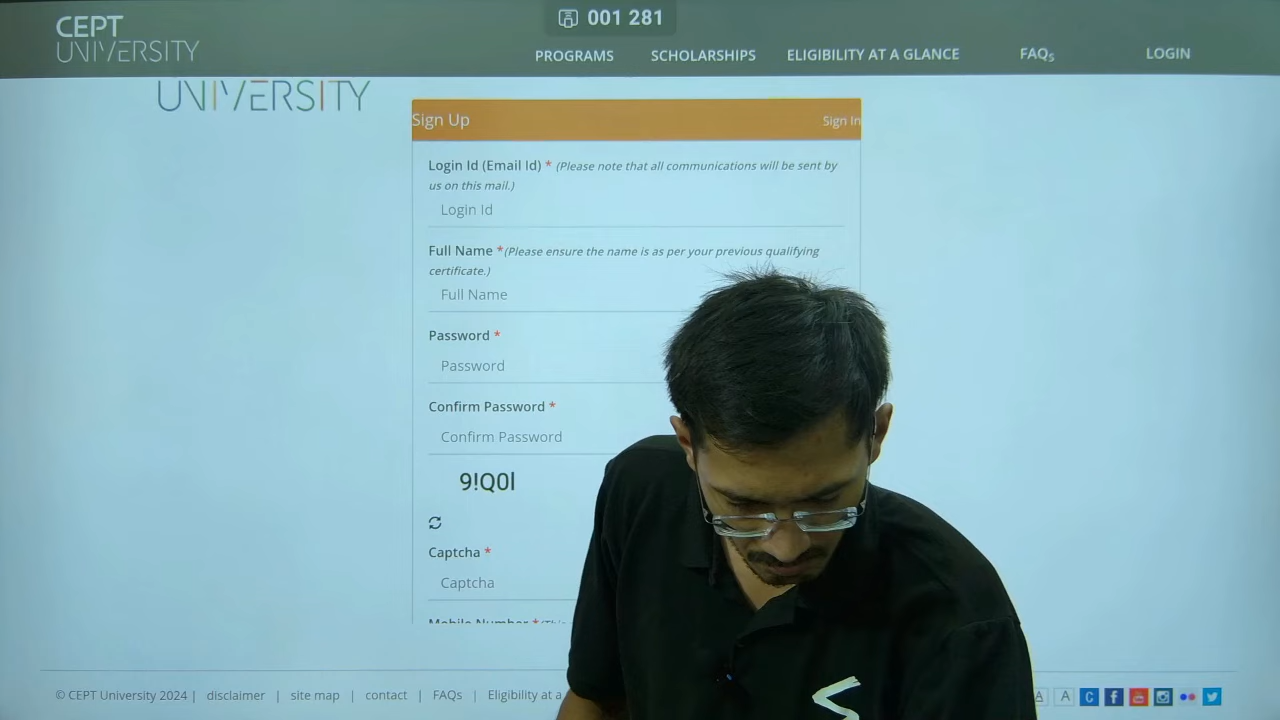 001 281
CEPT
UNIVERSITY
PROGRAMS
SCHOLARSHIPS
ELIGIBILITY AT A GLANCE
FAQs
LOGIN
UNIVERSITY
Sign Up
Sign In
Login Id (Email Id) * (Please note that all communications will be sent by
us on this mail.)
Login Id
Full Name *(Please ensure the name is as per your previous qualifying
certificate.)
Full Name
Password *
Password
Confirm Password *
Confirm Password
9!Q0l
Captcha *
Captcha
Mobile Number *(This
© CEPT University 2024 | disclaimer | site map | contact | FAQs | Eligibility at a
A A